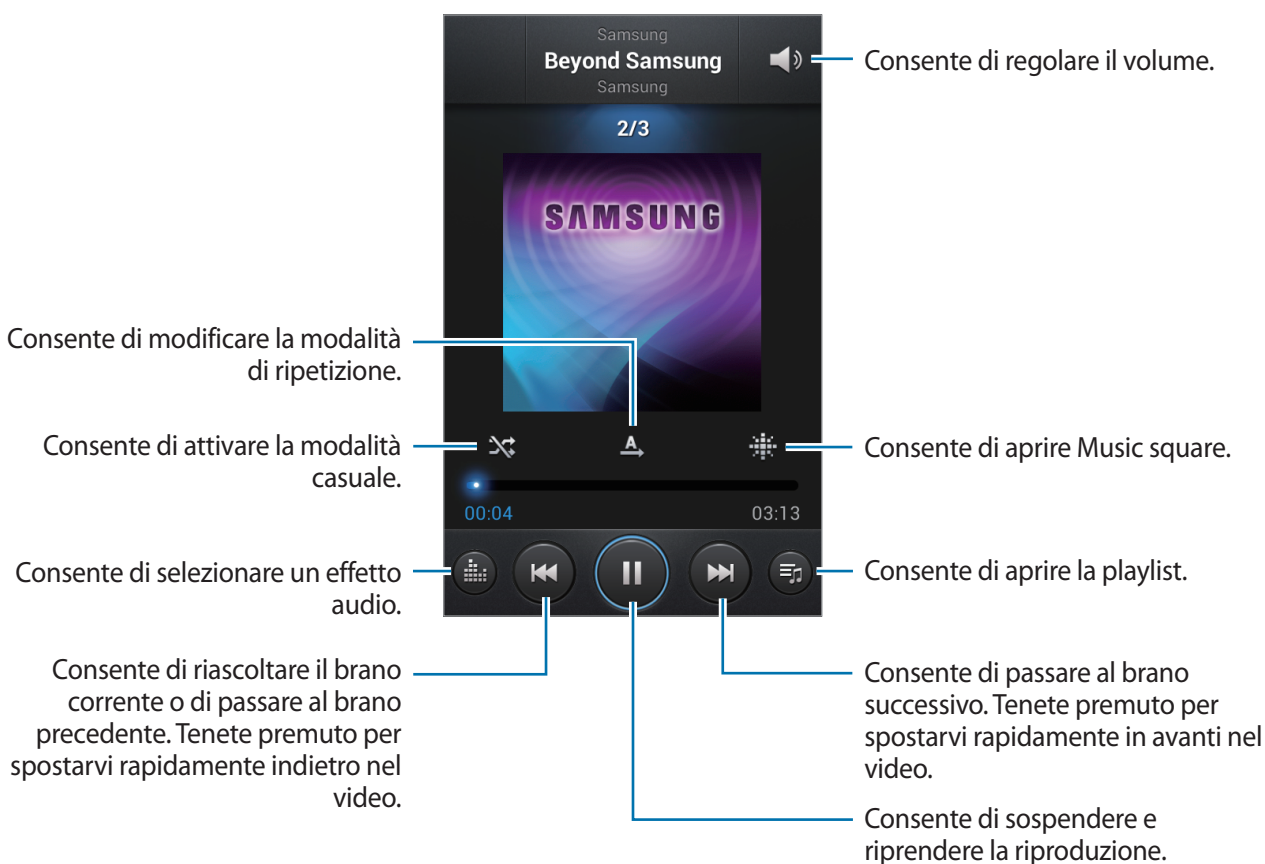 Samsung
Beyond Samsung
Samsung
Consente di regolare il volume.
2/3
SAMSUNG
Consente di modificare la modalità
di ripetizione.
A
Consente di attivare la modalità
casuale.
Consente di aprire Music square.
00:04
03:13
Consente di selezionare un effetto
audio.
Consente di aprire la playlist.
Consente di riascoltare il brano
corrente o di passare al brano
precedente. Tenete premuto per
spostarvi rapidamente indietro nel
video.
Consente di passare al brano
successivo. Tenete premuto per
spostarvi rapidamente in avanti nel
video.
Consente di sospendere e
riprendere la riproduzione.